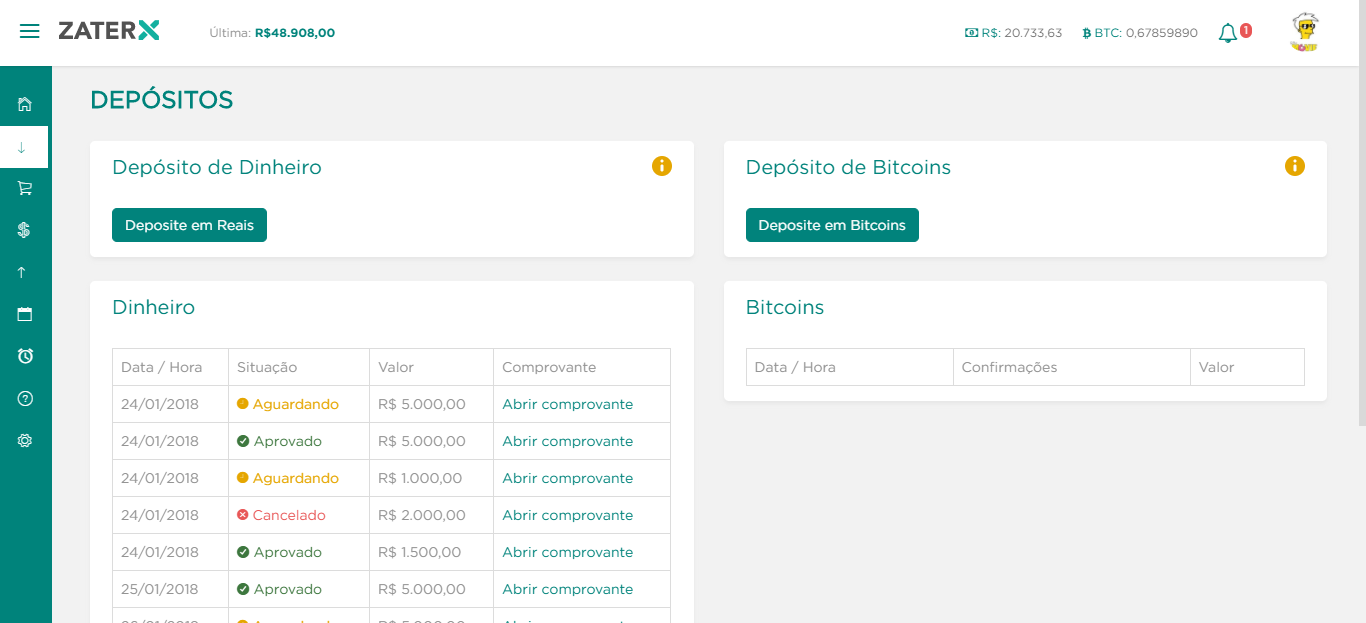 ZATERX
Última: R$48.908,00
R$: 20.733,63
BTC: 0,67859890
1
DEPÓSITOS
Depósito de Dinheiro
Deposite em Reais
Depósito de Bitcoins
Deposite em Bitcoins
Dinheiro
Data / Hora Situação Valor Comprovante
24/01/2018 Aguardando R$ 5.000,00 Abrir comprovante
24/01/2018 Aprovado R$ 5.000,00 Abrir comprovante
24/01/2018 Aguardando R$ 1.000,00 Abrir comprovante
24/01/2018 Cancelado R$ 2.000,00 Abrir comprovante
24/01/2018 Aprovado R$ 1.500,00 Abrir comprovante
25/01/2018 Aprovado R$ 5.000,00 Abrir comprovante
Bitcoins
Data / Hora Confirmações Valor